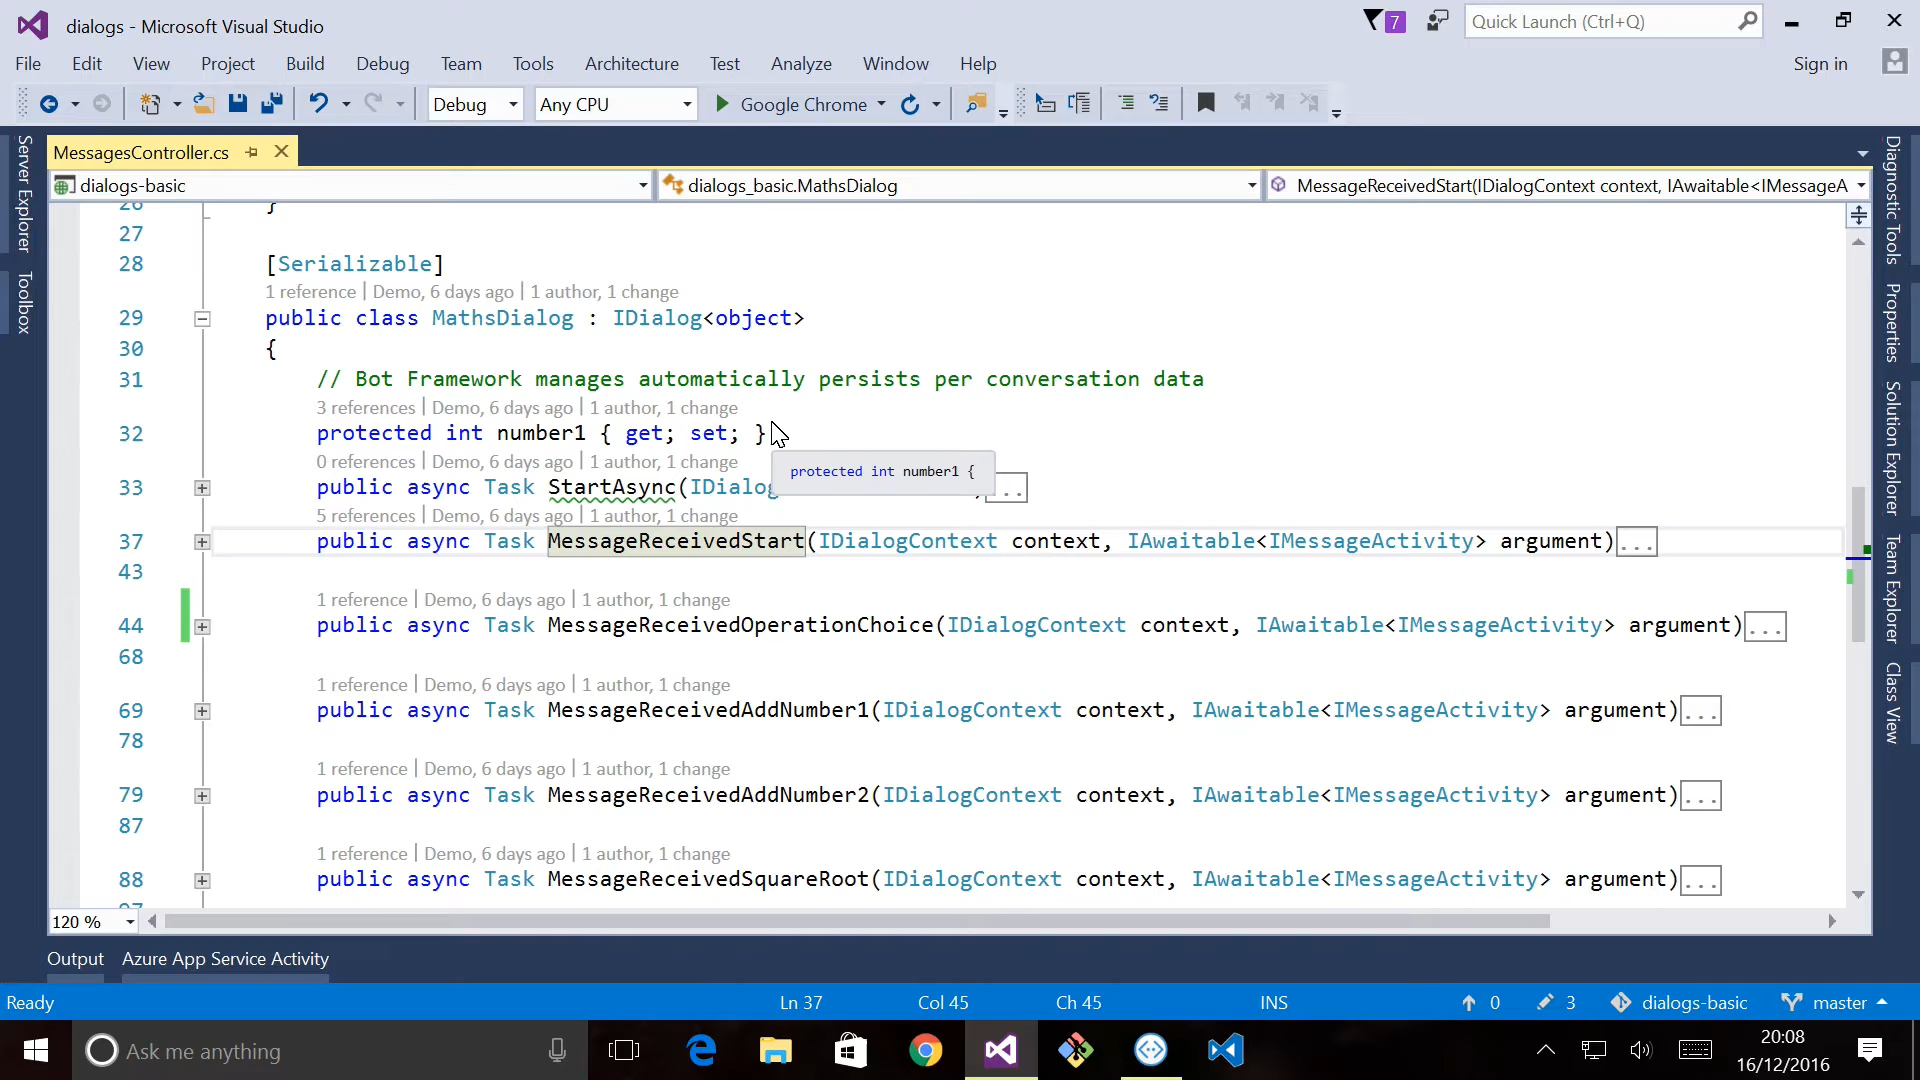 dialogs - Microsoft Visual Studio
7
Quick Launch (Ctrl+Q)
File Edit View Project Build Debug Team Tools Architecture Test Analyze Window Help
Sign in
Debug Any CPU Google Chrome
Server Explorer
Toolbox
MessagesController.cs
dialogs-basic
dialogs_basic.MathsDialog
MessageReceivedStart(IDialogContext context, IAwaitable<IMessageA
26 }
27
28 [Serializable]
1 reference | Demo, 6 days ago | 1 author, 1 change
29 public class MathsDialog : IDialog<object>
30 {
31 // Bot Framework manages automatically persists per conversation data
3 references | Demo, 6 days ago | 1 author, 1 change
32 protected int number1 { get; set; }
0 references | Demo, 6 days ago | 1 author, 1 change
protected int number1 {
33 public async Task StartAsync(IDialog ...
5 references | Demo, 6 days ago | 1 author, 1 change
37 public async Task MessageReceivedStart(IDialogContext context, IAwaitable<IMessageActivity> argument)...
43
1 reference | Demo, 6 days ago | 1 author, 1 change
44 public async Task MessageReceivedOperationChoice(IDialogContext context, IAwaitable<IMessageActivity> argument)...
68
1 reference | Demo, 6 days ago | 1 author, 1 change
69 public async Task MessageReceivedAddNumber1(IDialogContext context, IAwaitable<IMessageActivity> argument)...
78
1 reference | Demo, 6 days ago | 1 author, 1 change
79 public async Task MessageReceivedAddNumber2(IDialogContext context, IAwaitable<IMessageActivity> argument)...
87
1 reference | Demo, 6 days ago | 1 author, 1 change
88 public async Task MessageReceivedSquareRoot(IDialogContext context, IAwaitable<IMessageActivity> argument)...
120 %
Diagnostic Tools
Properties
Solution Explorer
Team Explorer
Class View
Output Azure App Service Activity
Ready Ln 37 Col 45 Ch 45 INS 0 3 dialogs-basic master
Ask me anything
20:08
16/12/2016